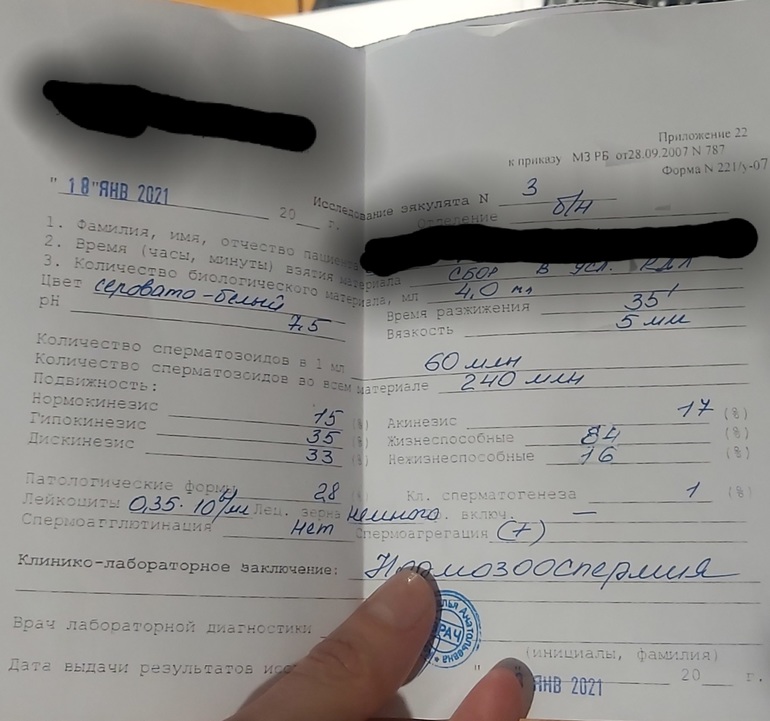 Приложение 22
к приказу МЗ РБ от28.09.2007 N 787
Форма N 221/у-07
"18"ЯНВ 2021 20 г.
Исследование эякулята N 3
Отделение б/н
1. Фамилия, имя, отчество пациента
2. Время (часы, минуты) взятия материала сбор в усл. КДЛ
3. Количество биологического материала, мл 4,0 мл
Цвет серовато-белый Время разжижения 35'
pH 7,5 Вязкость 5 мм
Количество сперматозоидов в 1 мл 60 млн
Количество сперматозоидов во всем материале 240 млн
Подвижность:
Нормокинезис 15 (%) Акинезис 17 (%)
Гипокинезис 35 (%) Жизнеспособные 84 (%)
Дискинезис 33 (%) Нежизнеспособные 16 (%)
Патологические формы 28 (%) Кл. сперматогенеза 1 (%)
Лейкоциты 0,35·10⁶/мл Лец. зерна немного . включ. —
Спермоагглютинация нет Спермоагрегация (+)
Клинико-лабораторное заключение: Нормозооспермия
Врач лабораторной диагностики
Анатольевна
ВРАЧ
(инициалы, фамилия)
Дата выдачи результатов исс " ЯНВ 2021 20 г.